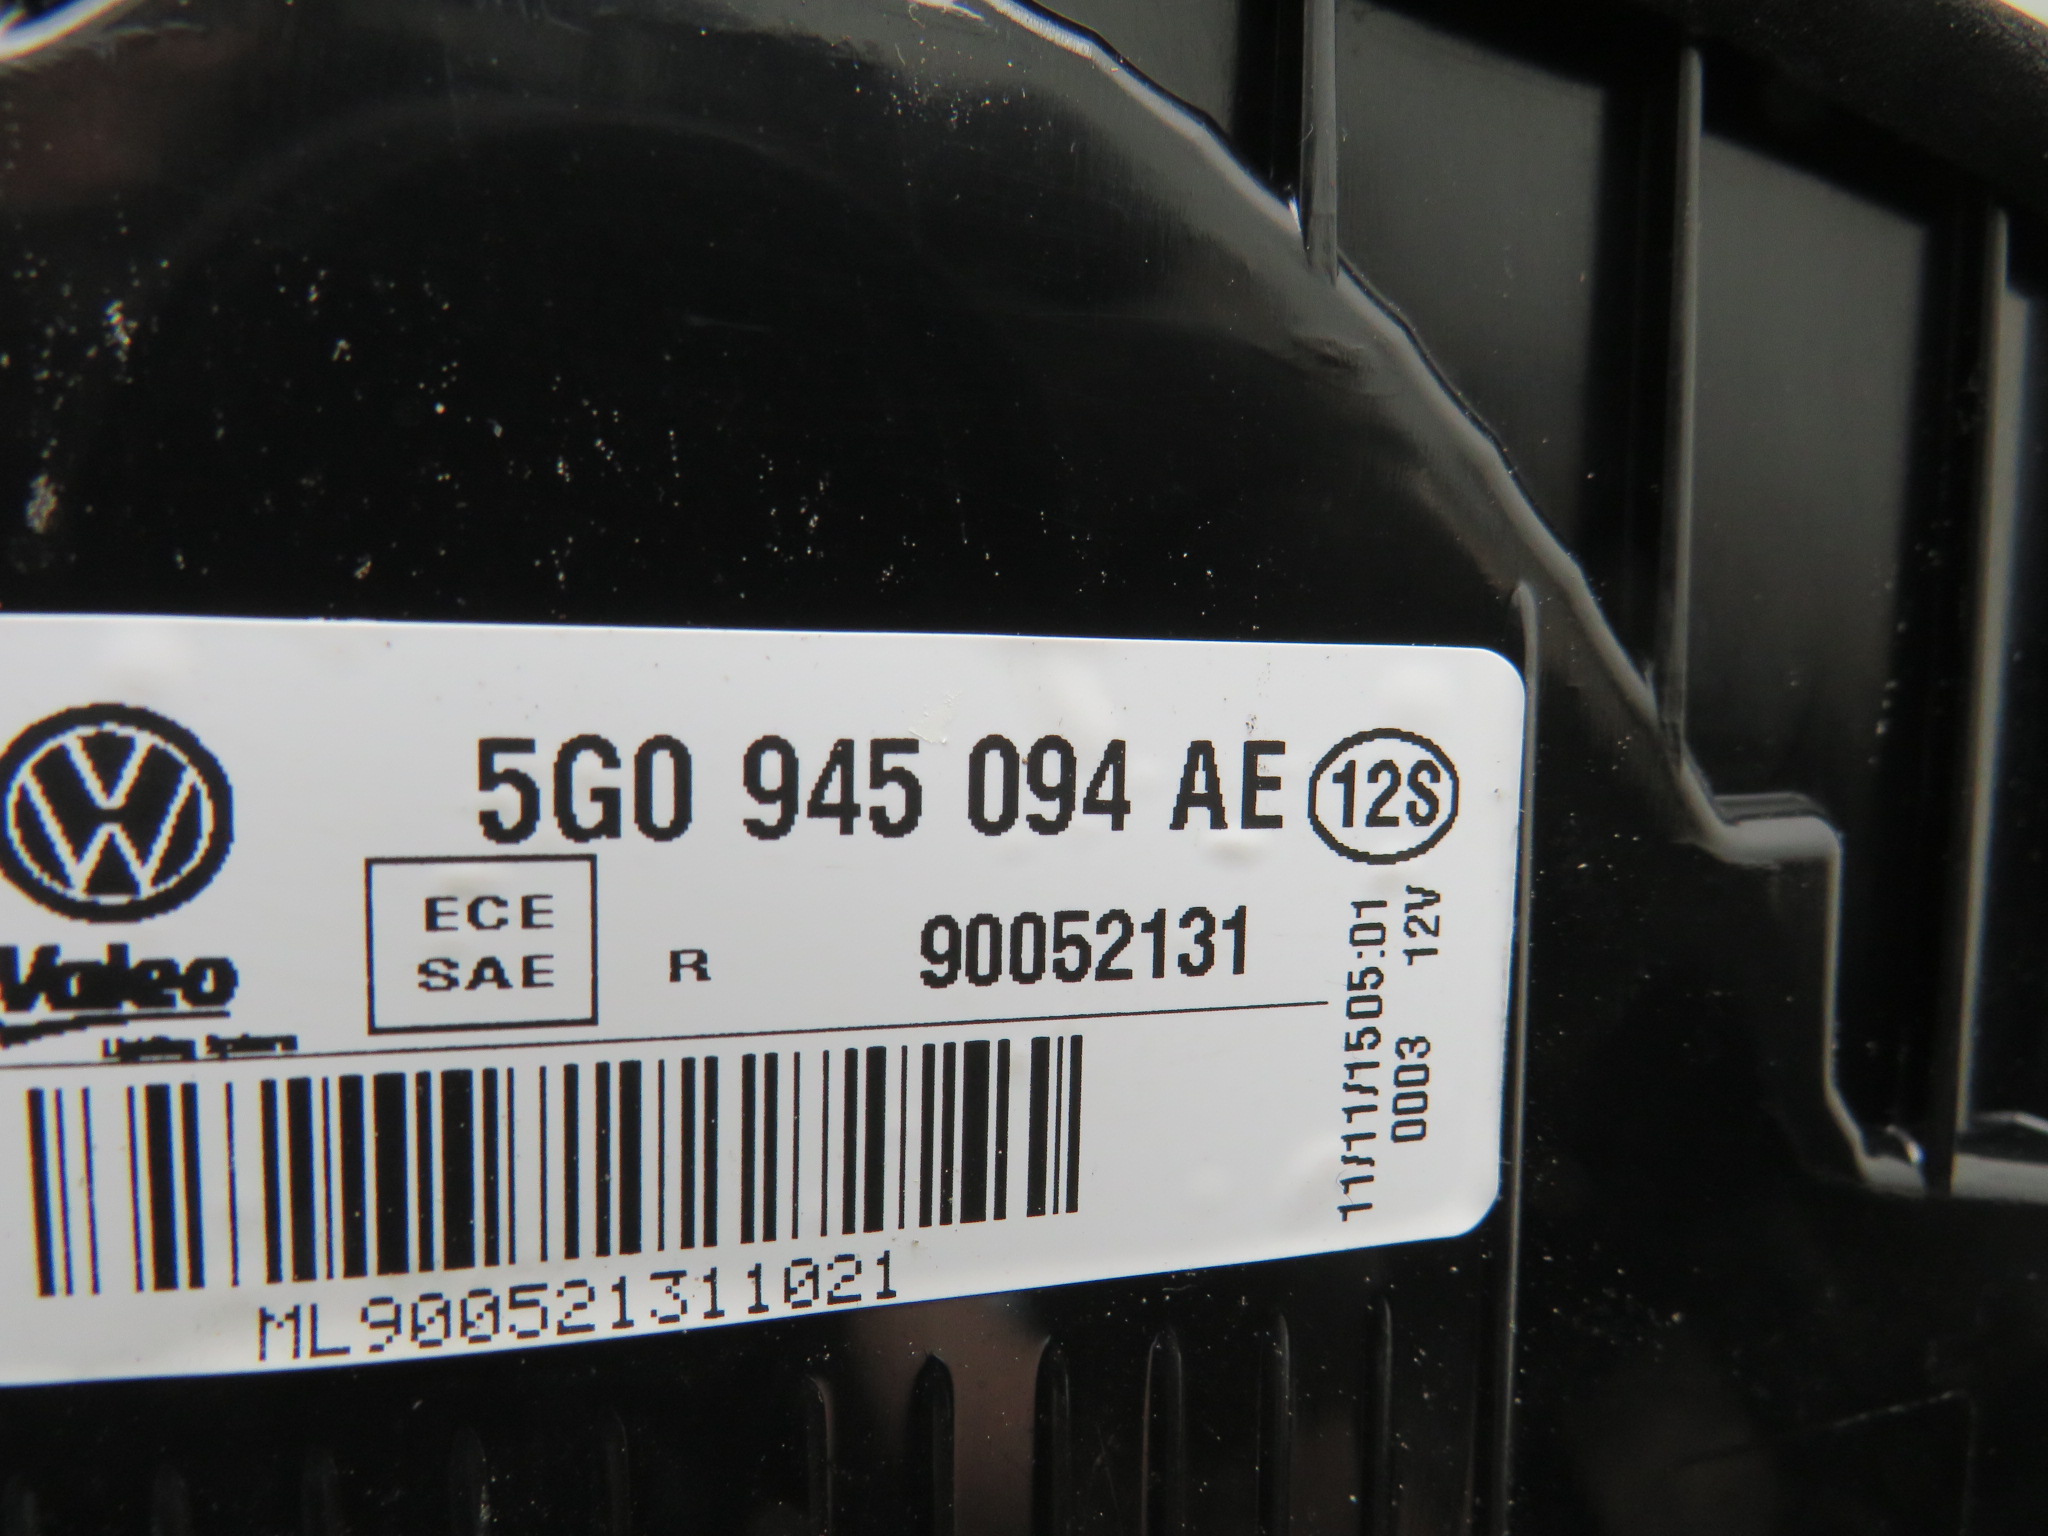 5G0 945 094 AE 12S
Valeo
ECE
SAE
R
90052131
11/11/1505:01
0003 12V
ML900521311021